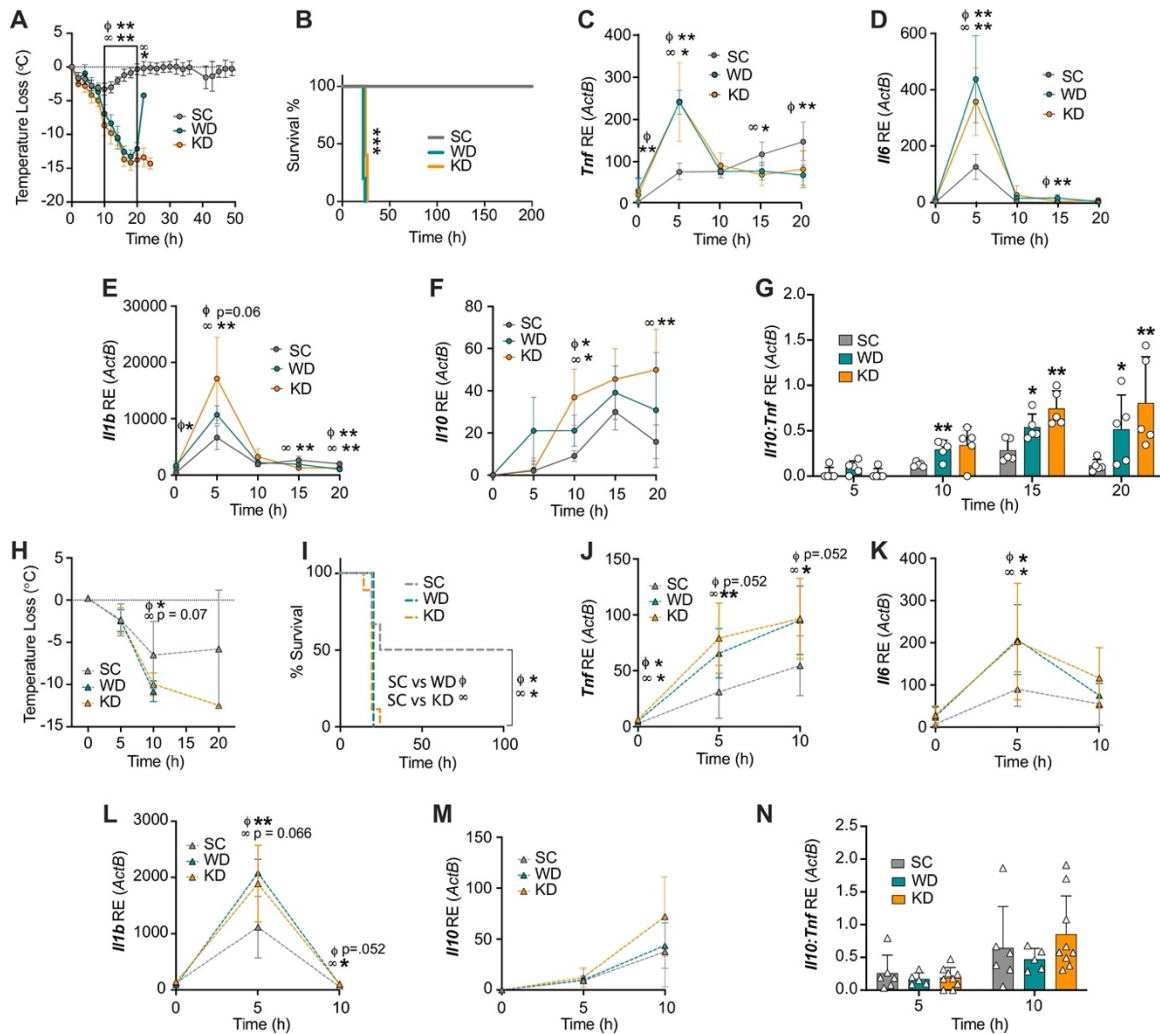 A
Temperature Loss (°C)
5
0
-5
-10
-15
-20
ϕ **
∞ **
∞
*
SC
WD
KD
0 10 20 30 40 50
Time (h)
B
Survival %
100
50
0
***
SC
WD
KD
0 50 100 150 200
Time (h)
C
Tnf RE (ActB)
400
300
200
100
0
ϕ
**
ϕ **
∞ *
∞ *
ϕ **
SC
WD
KD
0 5 10 15 20
Time (h)
D
Il6 RE (ActB)
600
400
200
0
ϕ **
∞ **
ϕ **
SC
WD
KD
0 5 10 15 20
Time (h)
E
Il1b RE (ActB)
30000
20000
10000
0
ϕ*
ϕ p=0.06
∞ **
∞ **
ϕ **
∞ **
SC
WD
KD
0 5 10 15 20
Time (h)
F
Il10 RE (ActB)
80
60
40
20
0
SC
WD
KD
ϕ *
∞ *
∞ **
0 5 10 15 20
Time (h)
G
Il10:Tnf RE (ActB)
2.0
1.5
1.0
0.5
0.0
SC
WD
KD
**
*
**
*
**
5 10 15 20
Time (h)
H
Temperature Loss (°C)
5
0
-5
-10
-15
ϕ *
∞ p = 0.07
SC
WD
KD
0 5 10 15 20
Time (h)
I
% Survival
100
50
0
SC
WD
KD
SC vs WD ϕ
SC vs KD ∞
ϕ *
∞ *
0 50 100
Time (h)
J
Tnf RE (ActB)
150
100
50
0
ϕ *
∞ *
ϕ p=.052
∞ **
ϕ p=.052
∞ *
SC
WD
KD
0 5 10
Time (h)
K
Il6 RE (ActB)
400
300
200
100
0
ϕ *
∞ *
SC
WD
KD
0 5 10
Time (h)
L
Il1b RE (ActB)
3000
2000
1000
0
SC
WD
KD
ϕ **
∞ p = 0.066
ϕ p=.052
∞ *
0 5 10
Time (h)
M
Il10 RE (ActB)
150
100
50
0
SC
WD
KD
0 5 10
Time (h)
N
Il10:Tnf RE (ActB)
2.5
2.0
1.5
1.0
0.5
0.0
SC
WD
KD
5 10
Time (h)